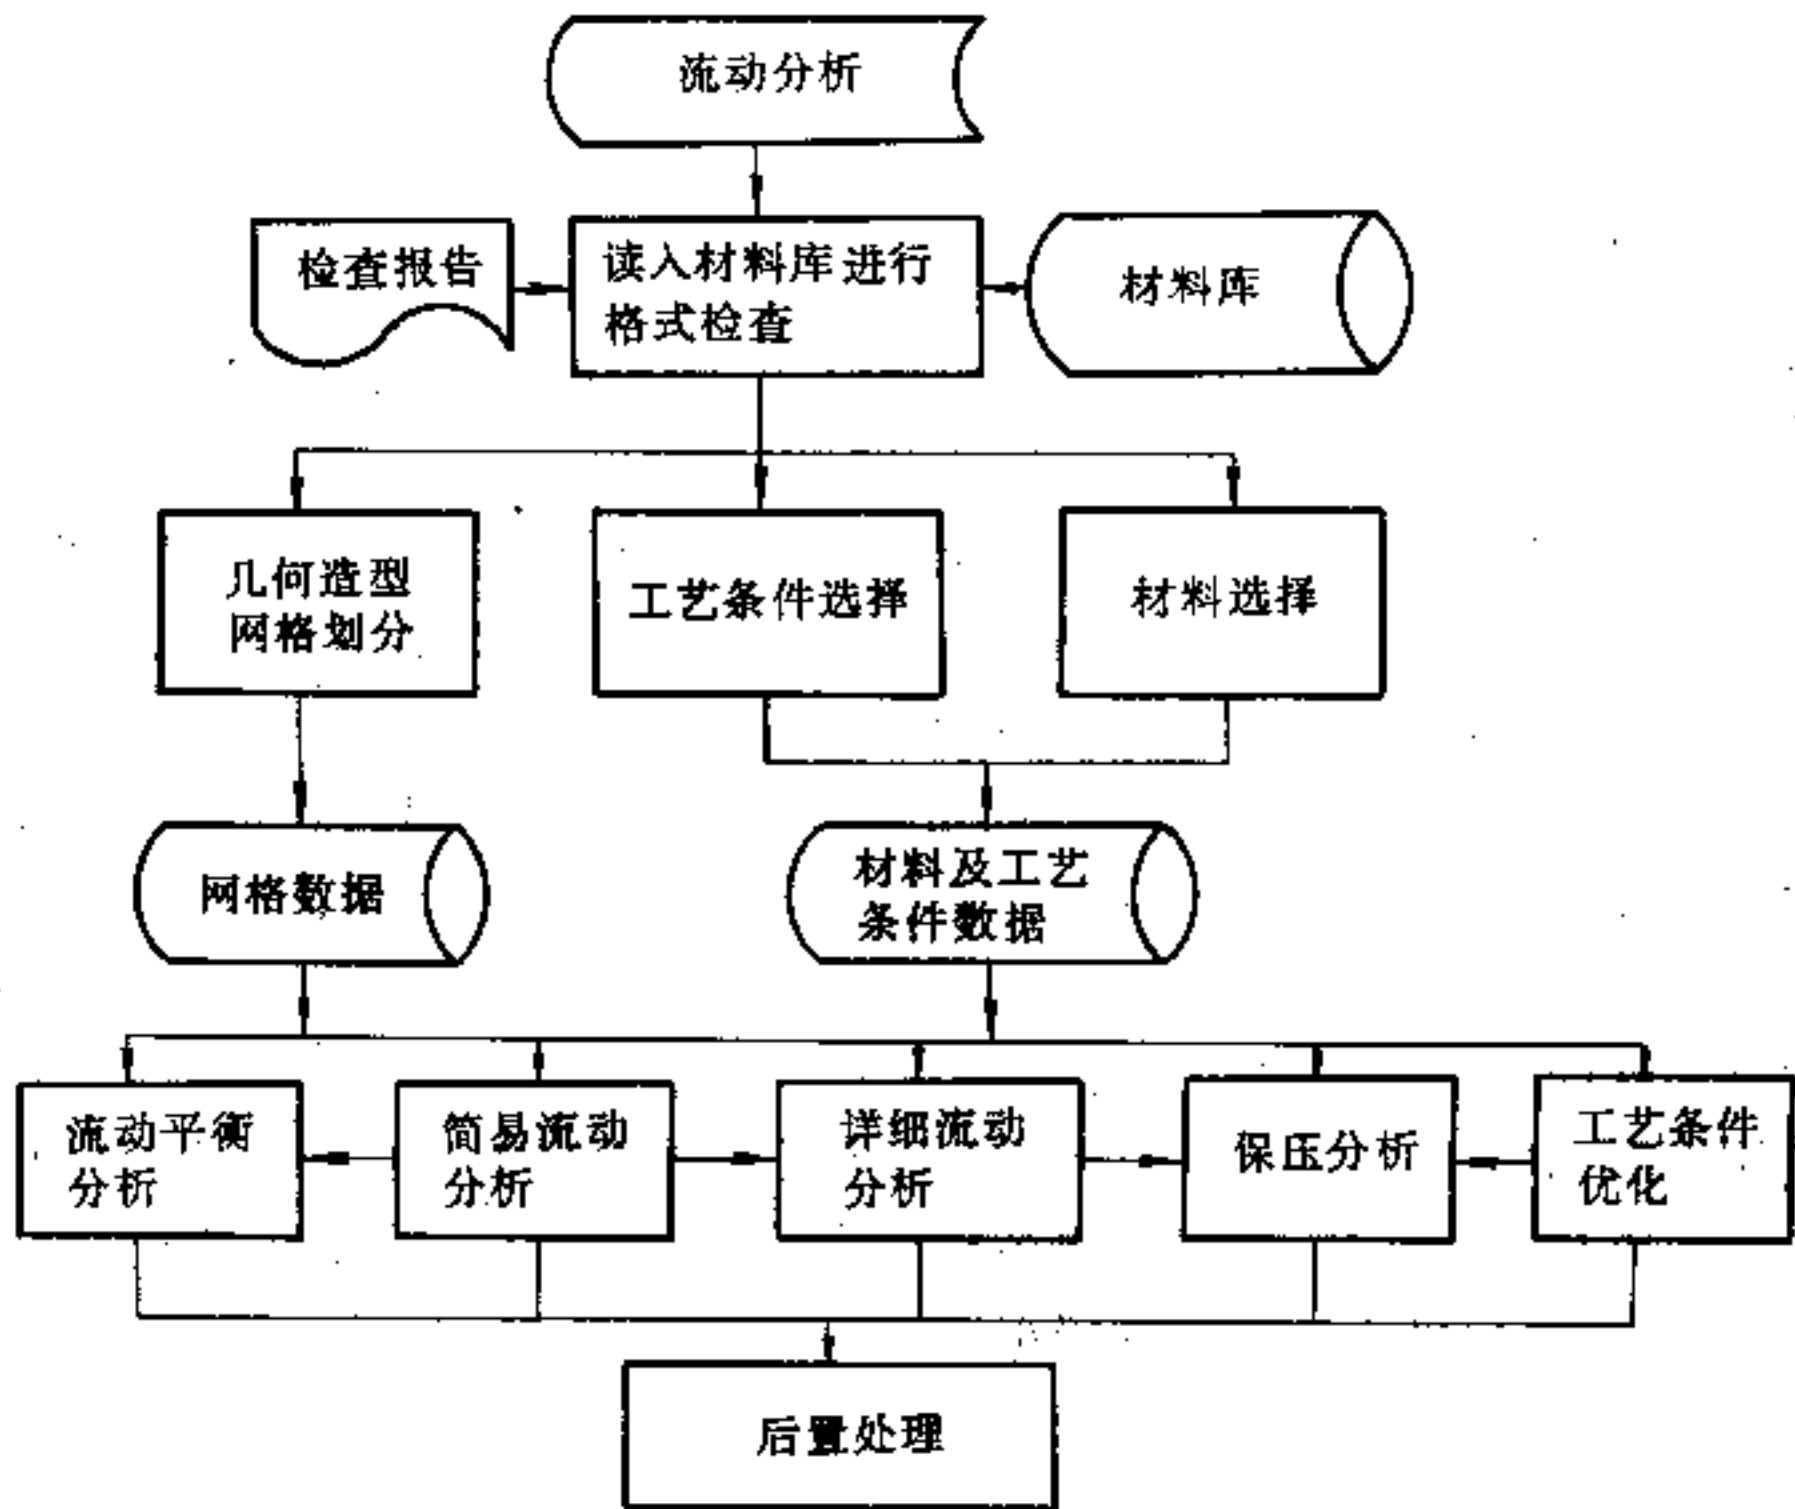 流动分析
检查报告
读入材料库进行
格式检查
材料库
几何造型
网格划分
工艺条件选择
材料选择
网格数据
材料及工艺
条件数据
流动平衡
分析
简易流动
分析
详细流动
分析
保压分析
工艺条件
优化
后置处理